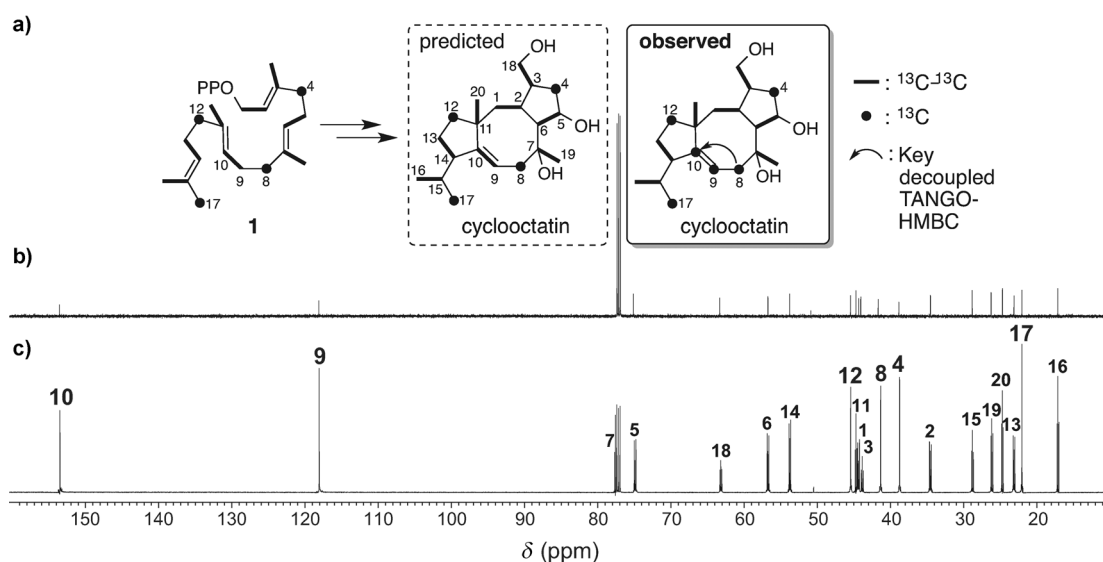 a)
predicted
observed
OH
18
3
4
2
5
OH
6
7
19
OH
20
1
12
11
13
14
10
9
8
16
15
17
cyclooctatin
PPO
4
12
10
9
8
17
1
OH
4
OH
12
10
9
8
OH
17
cyclooctatin
: ¹³C-¹³C
: ¹³C
: Key
decoupled
TANGO-
HMBC
b)
c)
10
9
7
5
18
6
14
12
11
1
3
8
4
2
15
19
20
13
17
16
150 140 130 120 110 100 90 80 70 60 50 40 30 20
δ (ppm)